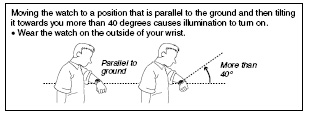 Moving the watch to a position that is parallel to the ground and then tilting
it towards you more than 40 degrees causes illumination to turn on.
• Wear the watch on the outside of your wrist.
Parallel to
ground
More than
40°